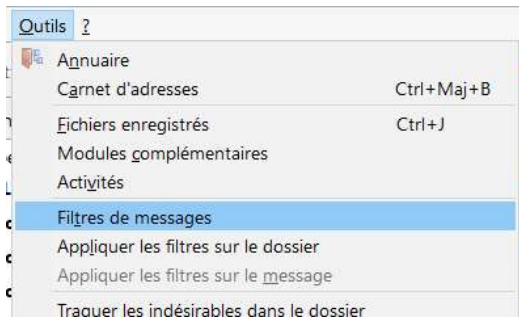 Outils ?
Annuaire
Carnet d'adresses Ctrl+Maj+B
Fichiers enregistrés Ctrl+J
Modules complémentaires
Activités
Filtres de messages
Appliquer les filtres sur le dossier
Appliquer les filtres sur le message
Traquer les indésirables dans le dossier